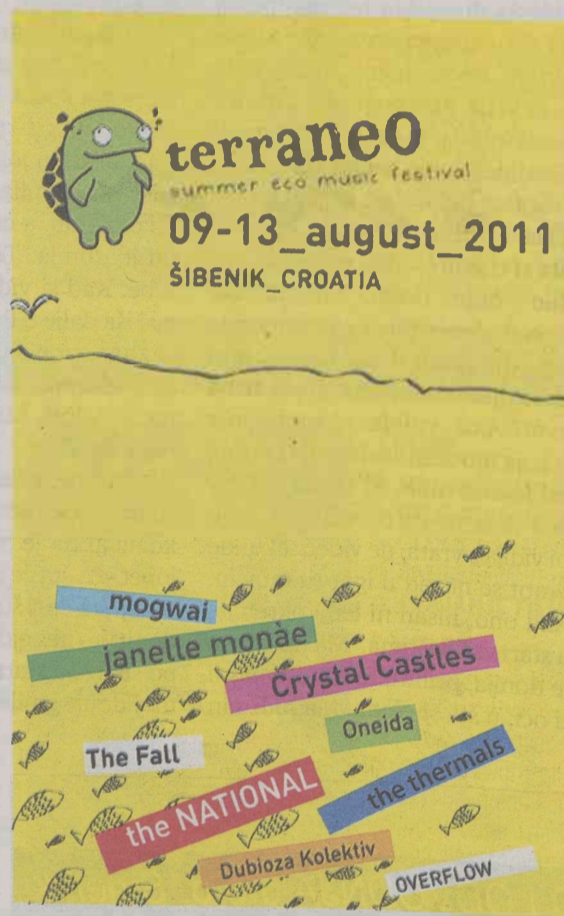 terraneo
summer eco music festival
09-13_august_2011
ŠIBENIK_CROATIA
mogwai
janelle monàe
Crystal Castles
Oneida
The Fall
the thermals
the NATIONAL
Dubioza Kolektiv
OVERFLOW